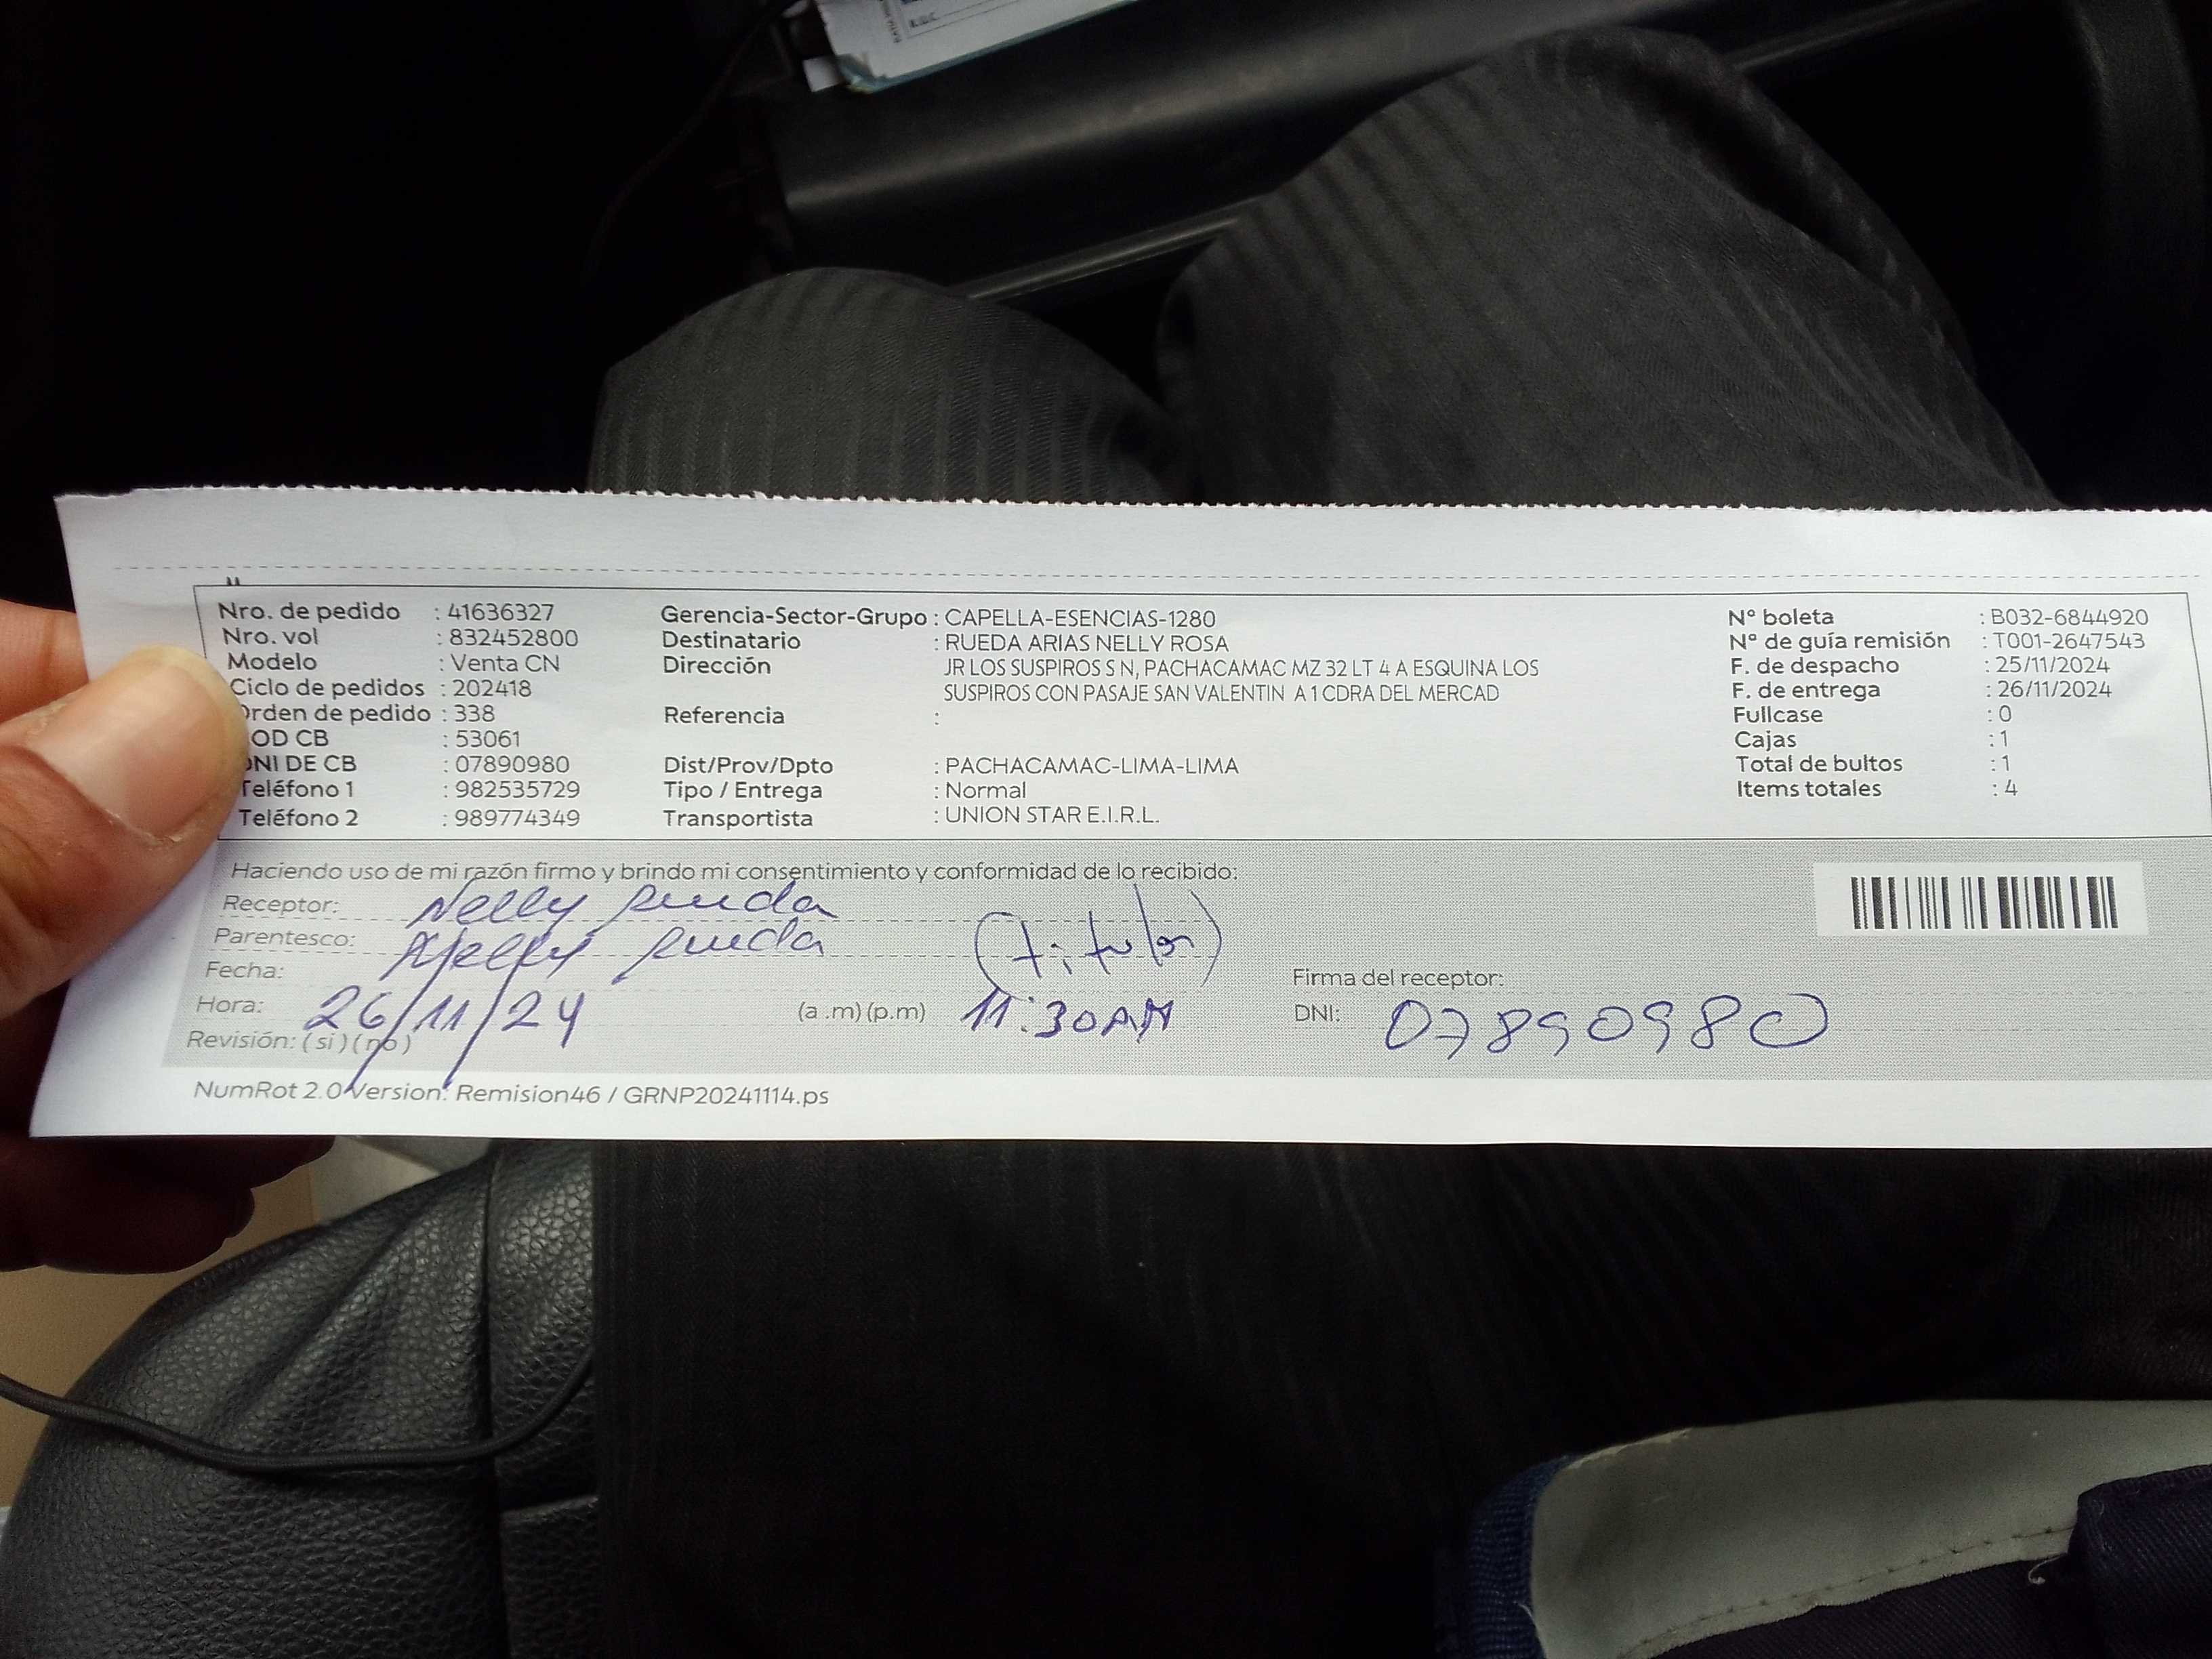 R.U.C.
Nro. de pedido : 41636327 Gerencia-Sector-Grupo : CAPELLA-ESENCIAS-1280 N° boleta : B032-6844920
Nro. vol : 832452800 Destinatario : RUEDA ARIAS NELLY ROSA N° de guía remisión : T001-2647543
Modelo : Venta CN Dirección JR LOS SUSPIROS S N, PACHACAMAC MZ 32 LT 4 A ESQUINA LOS F. de despacho : 25/11/2024
Ciclo de pedidos : 202418 SUSPIROS CON PASAJE SAN VALENTIN A 1 CDRA DEL MERCAD F. de entrega : 26/11/2024
Orden de pedido : 338 Referencia : Fullcase : 0
OD CB : 53061 Cajas : 1
DNI DE CB : 07890980 Dist/Prov/Dpto : PACHACAMAC-LIMA-LIMA Total de bultos : 1
Teléfono 1 : 982535729 Tipo / Entrega : Normal Items totales : 4
Teléfono 2 : 989774349 Transportista : UNION STAR E.I.R.L.
Haciendo uso de mi razón firmo y brindo mi consentimiento y conformidad de lo recibido:
Receptor: Nelly Rueda
Parentesco: Nelly Rueda (titular)
Fecha: Firma del receptor:
Hora: 26/11/24 (a .m) (p.m) 11:30AM DNI: 07890980
Revisión: ( si ) ( no )
NumRot 2.0 Version: Remision46 / GRNP20241114.ps